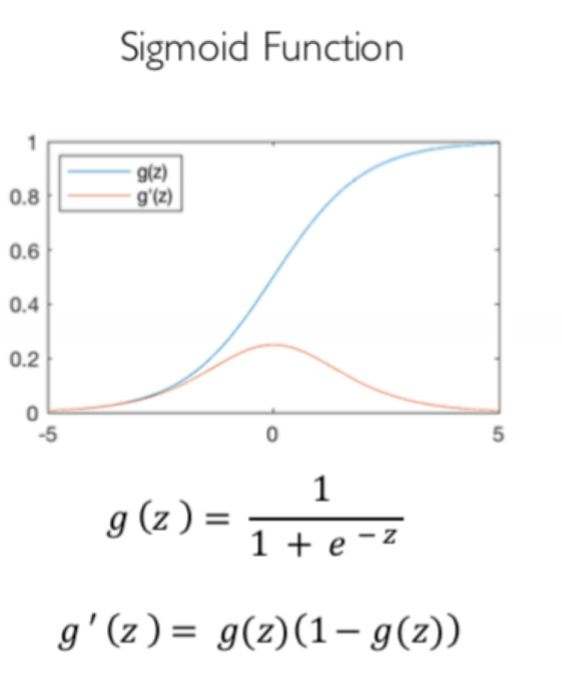 Sigmoid Function
1
g(z)
g'(z)
0.8
0.6
0.4
0.2
0
-5 0 5
g (z) = 1 / (1 + e^{-z})
g'(z) = g(z)(1 − g(z))